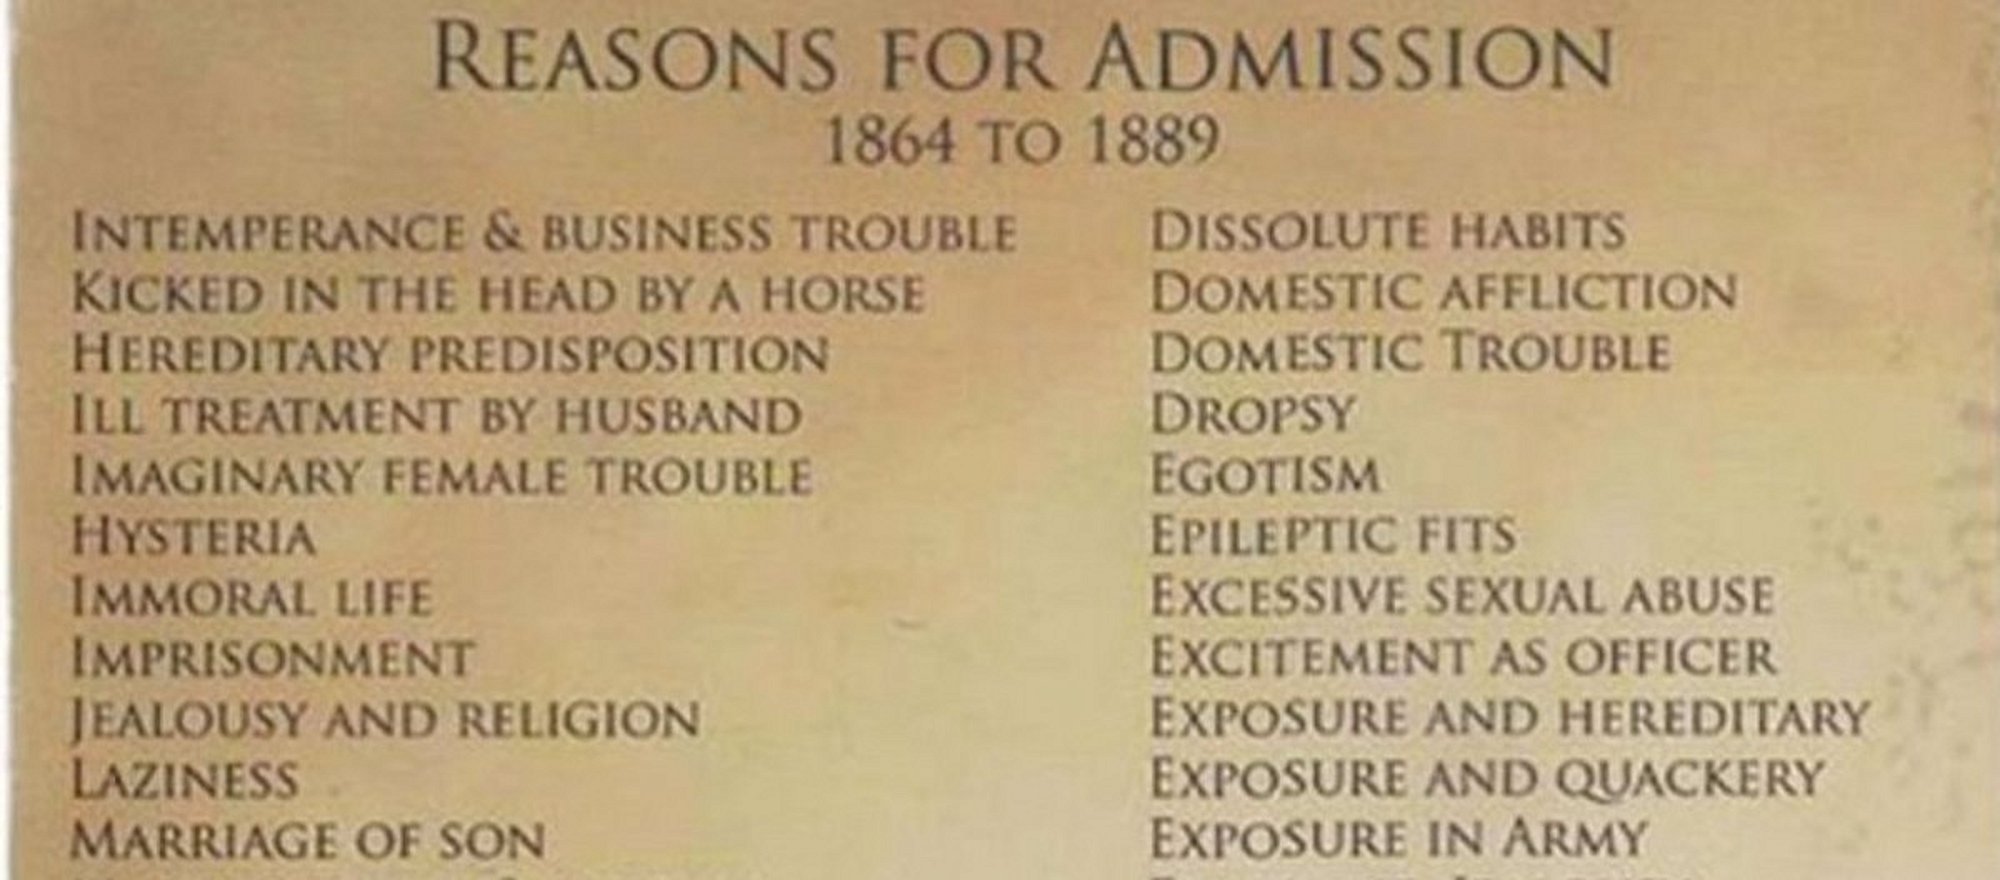 REASONS FOR ADMISSION
1864 TO 1889
INTEMPERANCE & BUSINESS TROUBLE
KICKED IN THE HEAD BY A HORSE
HEREDITARY PREDISPOSITION
ILL TREATMENT BY HUSBAND
IMAGINARY FEMALE TROUBLE
HYSTERIA
IMMORAL LIFE
IMPRISONMENT
JEALOUSY AND RELIGION
LAZINESS
MARRIAGE OF SON
DISSOLUTE HABITS
DOMESTIC AFFLICTION
DOMESTIC TROUBLE
DROPSY
EGOTISM
EPILEPTIC FITS
EXCESSIVE SEXUAL ABUSE
EXCITEMENT AS OFFICER
EXPOSURE AND HEREDITARY
EXPOSURE AND QUACKERY
EXPOSURE IN ARMY